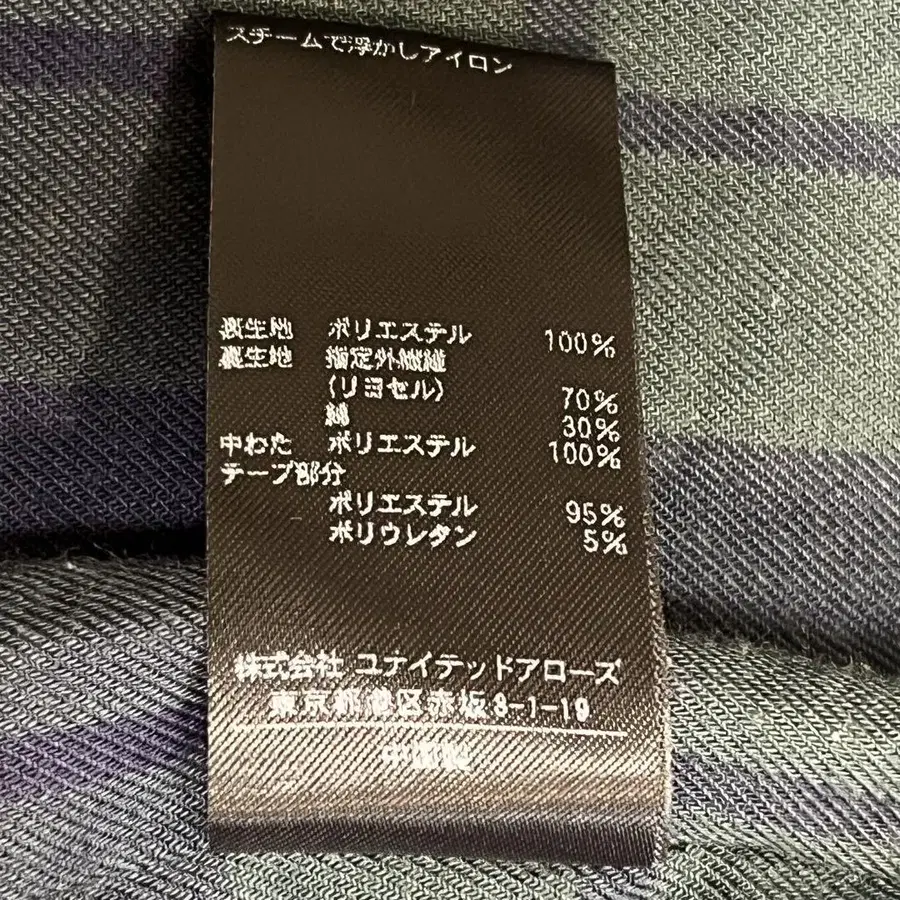 スチームで浮かしアイロン
表生地 ポリエステル 100%
裏生地 指定外繊維
(リヨセル) 70%
綿 30%
中わた ポリエステル 100%
テープ部分
ポリエステル 95%
ポリウレタン 5%
株式会社 ユナイテッドアローズ
東京都港区赤坂8-1-19
中国製